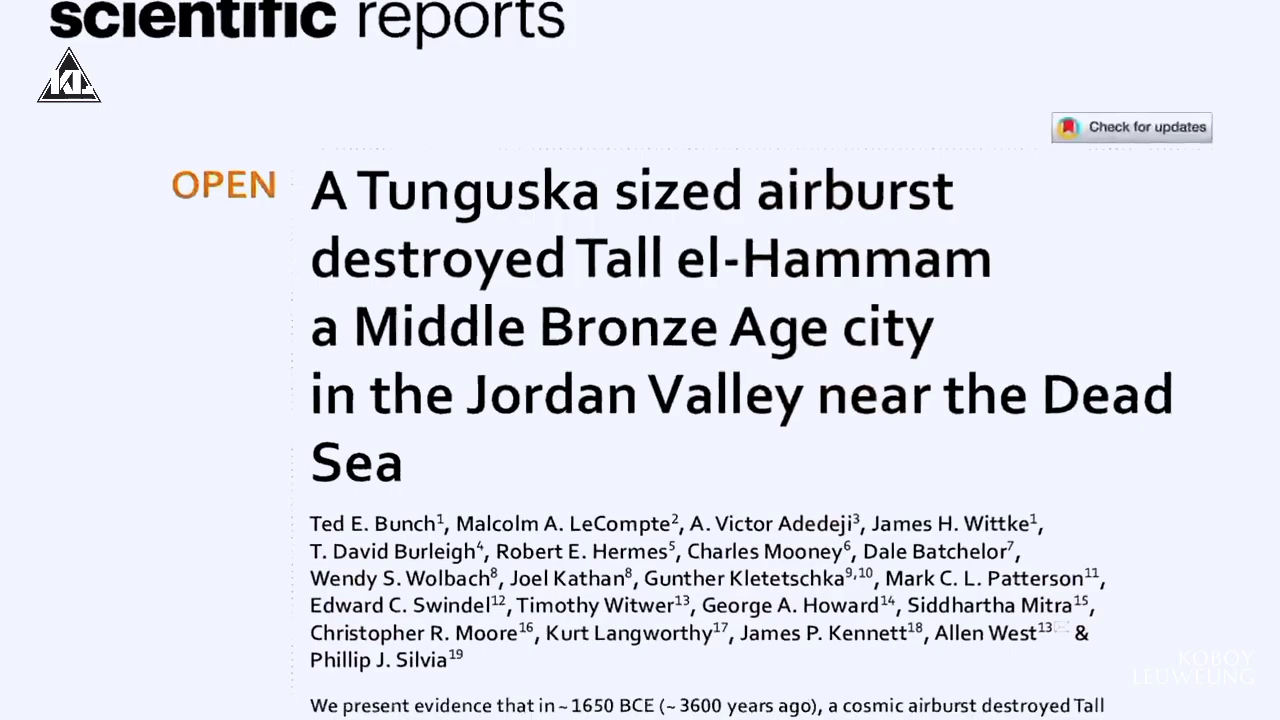 scientific reports
KL
Check for updates
OPEN
A Tunguska sized airburst
destroyed Tall el-Hammam
a Middle Bronze Age city
in the Jordan Valley near the Dead
Sea
Ted E. Bunch1, Malcolm A. LeCompte2, A. Victor Adedeji3, James H. Wittke1,
T. David Burleigh4, Robert E. Hermes5, Charles Mooney6, Dale Batchelor7,
Wendy S. Wolbach8, Joel Kathan8, Gunther Kletetschka9,10, Mark C. L. Patterson11,
Edward C. Swindel12, Timothy Witwer13, George A. Howard14, Siddhartha Mitra15,
Christopher R. Moore16, Kurt Langworthy17, James P. Kennett18, Allen West13 &
Phillip J. Silvia19
We present evidence that in ~ 1650 BCE (~ 3600 years ago), a cosmic airburst destroyed Tall
KOBOY
LEUWEUNG